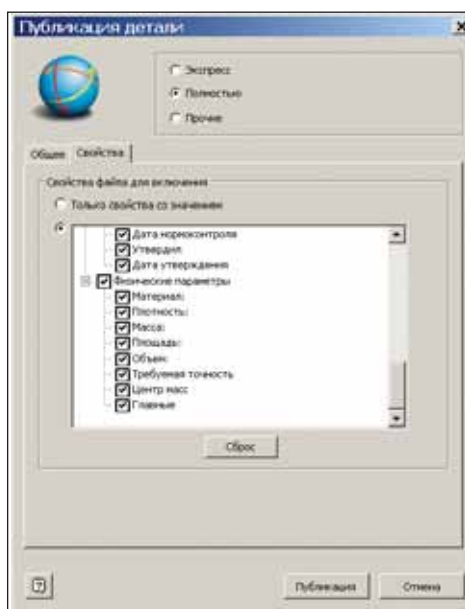 Публикация детали
Экспресс
Полностью
Прочие
Общее Свойства
Свойства файла для включения
Только свойства со значением
Дата нормоконтроля
Утвердил
Дата утверждения
Физические параметры
Материал:
Плотность:
Масса:
Площадь:
Объем:
Требуемая точность
Центр масс
Главные
Сброс
Публикация Отмена